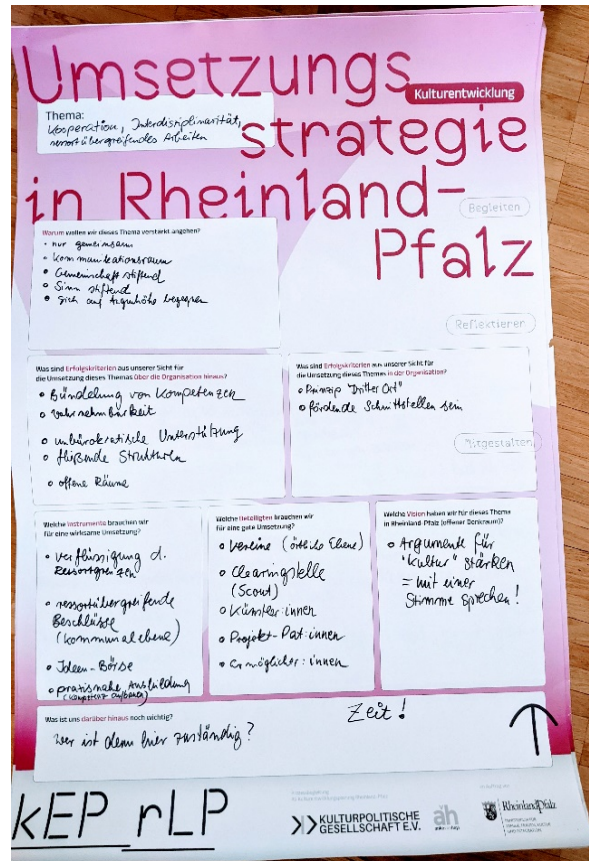 Umsetzungs
Kulturentwicklung
Thema:
Kooperation, Interdisziplinarität,
ressortübergreifendes Arbeiten
strategie
in Rheinland-
Begleiten
Pfalz
Warum wollen wir dieses Thema verstärkt angehen?
• nur gemeinsam
• Kommunikationsraum
• Gemeinschaft stiftend
• Sinn stiftend
• sich auf Augenhöhe begegnen
Reflektieren
Was sind Erfolgskriterien aus unserer Sicht für
die Umsetzung dieses Themas über die Organisation hinaus?
• Bündelung von Kompetenzen
• Wahrnehmbarkeit
• unbürokratische Unterstützung
• fließende Strukturen
• offene Räume
Was sind Erfolgskriterien aus unserer Sicht für
die Umsetzung dieses Themas in der Organisation?
• Prinzip "Dritter Ort"
• fördernde Schnittstellen sein
Mitgestalten
Welche Instrumente brauchen wir
für eine wirksame Umsetzung?
• Verflüssigung d.
Ressortgrenzen
• ressortübergreifende
Beschlüsse
(Kommunalebene)
• Ideen-Börse
• praxisnahe Ausbildung
(Kompetenz aufbauen)
Welche Beteiligten brauchen wir
für eine gute Umsetzung?
• Vereine (örtliche Ebene)
• Clearingstelle
(Scout)
• Künstler:innen
• Projekt-Pat:innen
• Ermöglicher:innen
Welche Vision haben wir für dieses Thema
in Rheinland-Pfalz (offener Denkraum)?
• Argumente für
"Kultur" stärken
= mit einer
Stimme sprechen!
Was ist uns darüber hinaus noch wichtig?
Wer ist denn hier zuständig?
Zeit!
kEP rLP
KULTURPOLITISCHE
GESELLSCHAFT E.V.
äh
RheinlandPfalz